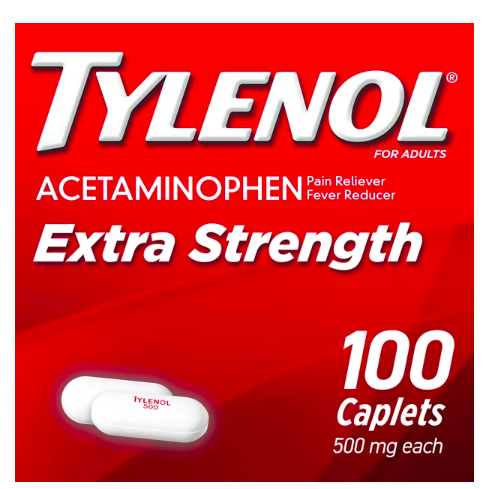 TYLENOL®
FOR ADULTS
ACETAMINOPHEN Pain Reliever
Fever Reducer
Extra Strength
TYLENOL
500
100
Caplets
500 mg each